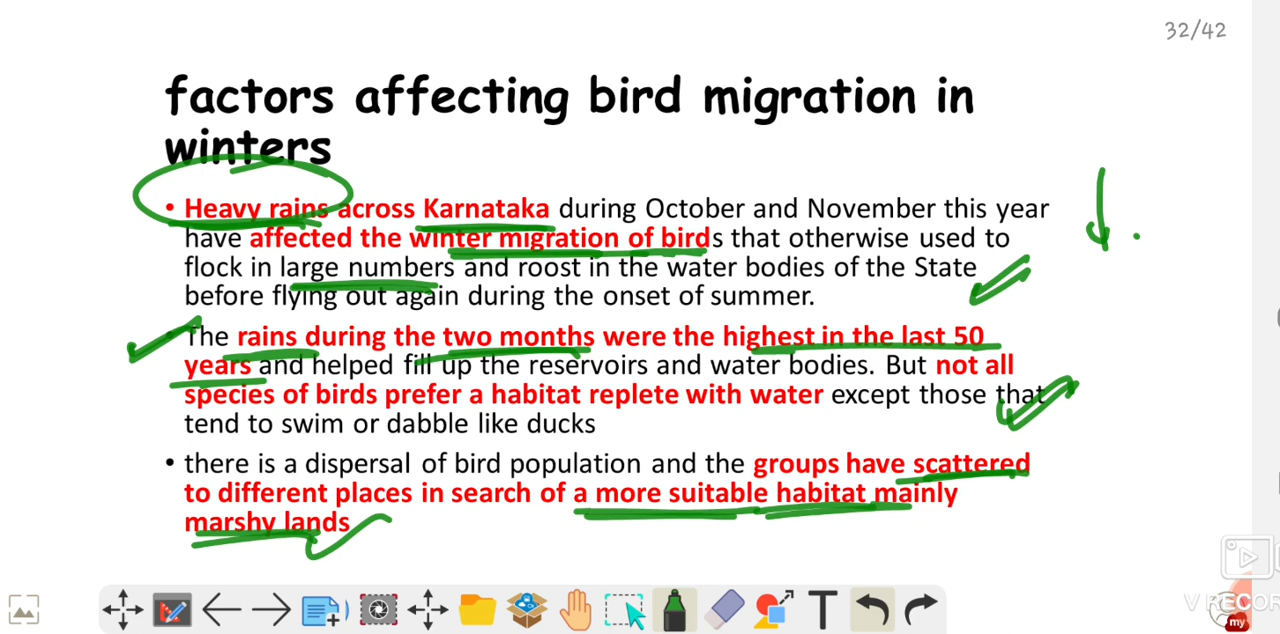 32/42
factors affecting bird migration in
winters
• Heavy rains across Karnataka during October and November this year
have affected the winter migration of birds that otherwise used to
flock in large numbers and roost in the water bodies of the State
before flying out again during the onset of summer.
• The rains during the two months were the highest in the last 50
years and helped fill up the reservoirs and water bodies. But not all
species of birds prefer a habitat replete with water except those that
tend to swim or dabble like ducks
• there is a dispersal of bird population and the groups have scattered
to different places in search of a more suitable habitat mainly
marshy lands
V RECOR
my